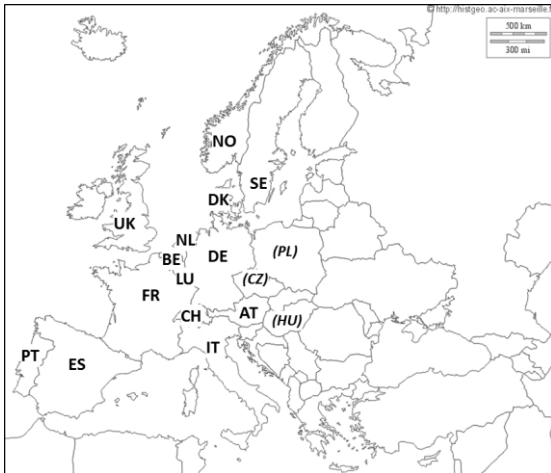 © http://histgeo.ac-aix-marseille.f
500 km
300 mi
NO
SE
DK
UK
NL
(PL)
BE
DE
LU
(CZ)
FR
CH
AT
(HU)
IT
PT
ES